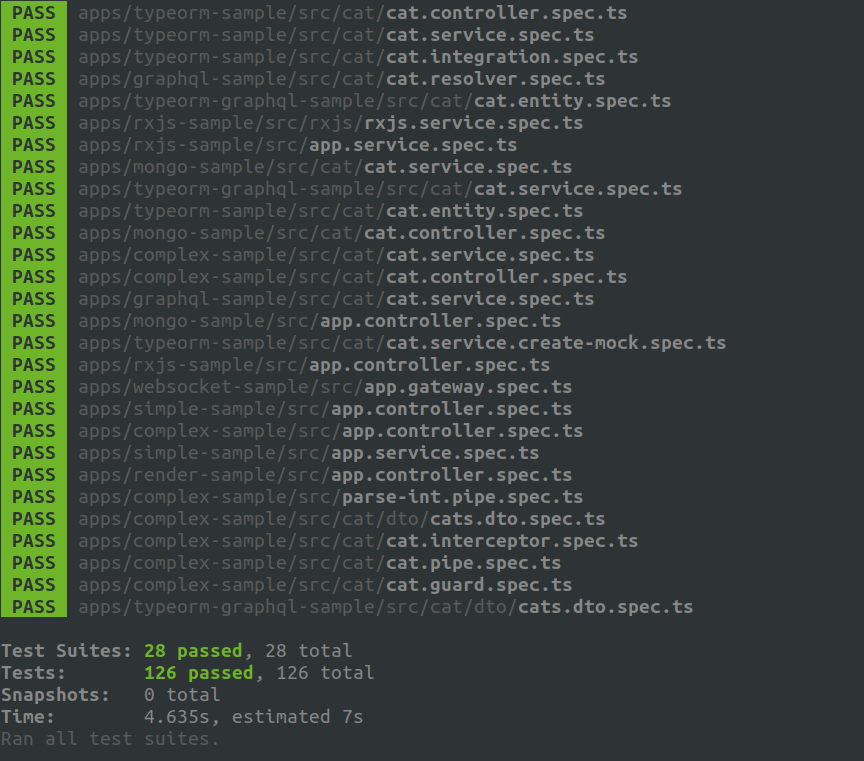 PASS apps/typeorm-sample/src/cat/cat.controller.spec.ts
PASS apps/typeorm-sample/src/cat/cat.service.spec.ts
PASS apps/typeorm-sample/src/cat/cat.integration.spec.ts
PASS apps/graphql-sample/src/cat/cat.resolver.spec.ts
PASS apps/typeorm-graphql-sample/src/cat/cat.entity.spec.ts
PASS apps/rxjs-sample/src/rxjs/rxjs.service.spec.ts
PASS apps/rxjs-sample/src/app.service.spec.ts
PASS apps/mongo-sample/src/cat/cat.service.spec.ts
PASS apps/typeorm-graphql-sample/src/cat/cat.service.spec.ts
PASS apps/typeorm-sample/src/cat/cat.entity.spec.ts
PASS apps/mongo-sample/src/cat/cat.controller.spec.ts
PASS apps/complex-sample/src/cat/cat.service.spec.ts
PASS apps/complex-sample/src/cat/cat.controller.spec.ts
PASS apps/graphql-sample/src/cat/cat.service.spec.ts
PASS apps/mongo-sample/src/app.controller.spec.ts
PASS apps/typeorm-sample/src/cat/cat.service.create-mock.spec.ts
PASS apps/rxjs-sample/src/app.controller.spec.ts
PASS apps/websocket-sample/src/app.gateway.spec.ts
PASS apps/simple-sample/src/app.controller.spec.ts
PASS apps/complex-sample/src/app.controller.spec.ts
PASS apps/simple-sample/src/app.service.spec.ts
PASS apps/render-sample/src/app.controller.spec.ts
PASS apps/complex-sample/src/parse-int.pipe.spec.ts
PASS apps/complex-sample/src/cat/dto/cats.dto.spec.ts
PASS apps/complex-sample/src/cat/cat.interceptor.spec.ts
PASS apps/complex-sample/src/cat/cat.pipe.spec.ts
PASS apps/complex-sample/src/cat/cat.guard.spec.ts
PASS apps/typeorm-graphql-sample/src/cat/dto/cats.dto.spec.ts
Test Suites: 28 passed, 28 total
Tests: 126 passed, 126 total
Snapshots: 0 total
Time: 4.635s, estimated 7s
Ran all test suites.